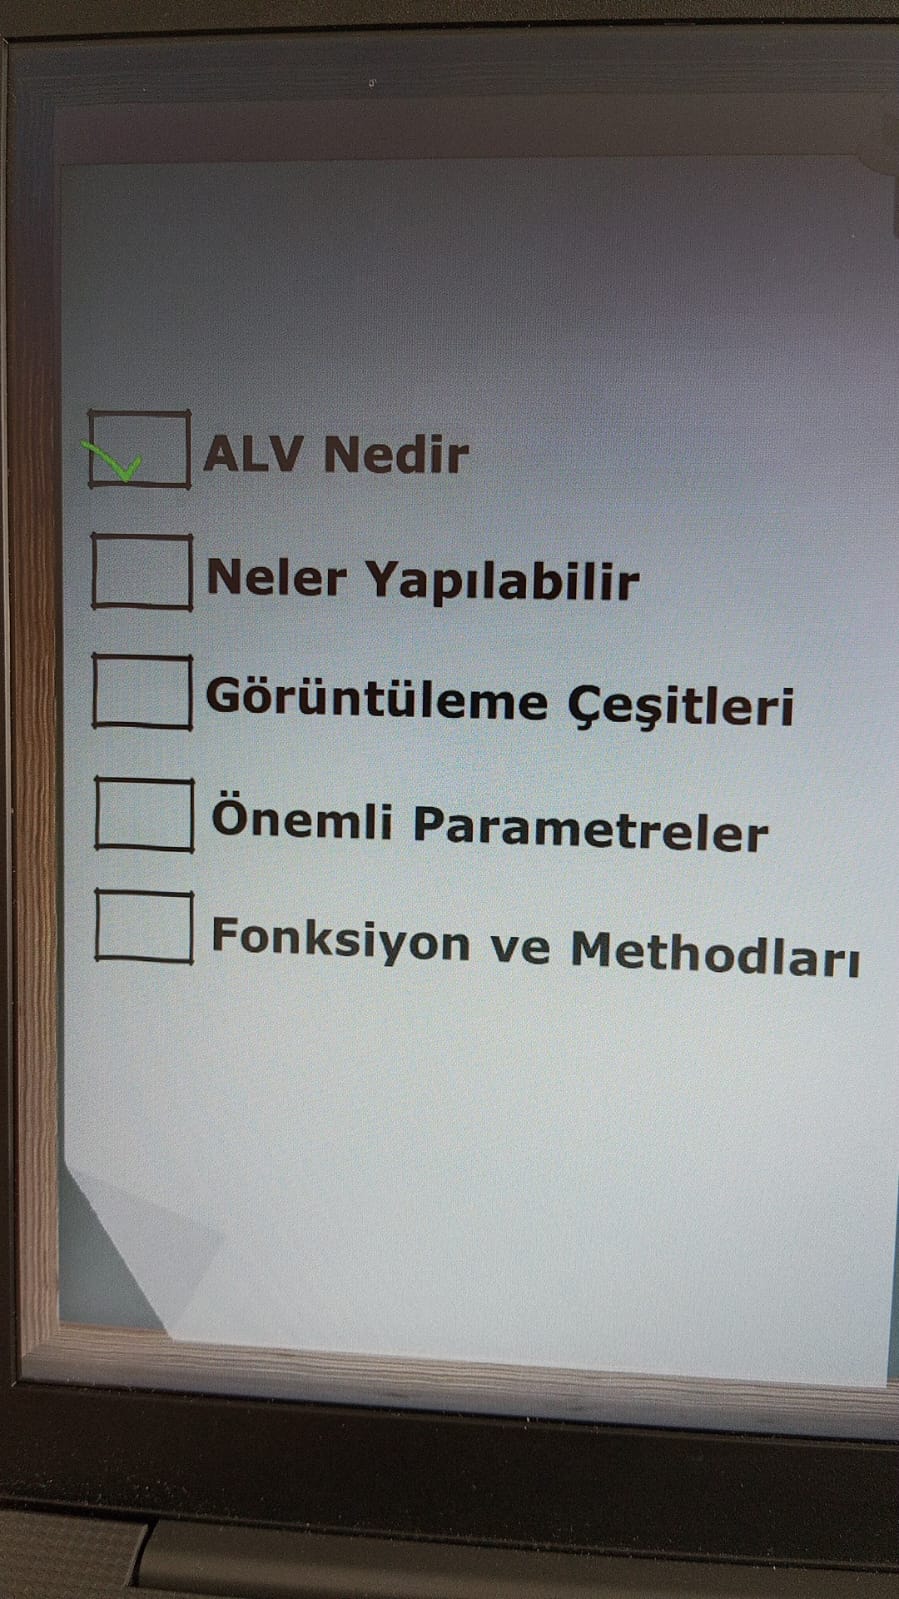 ALV Nedir
Neler Yapılabilir
Görüntüleme Çeşitleri
Önemli Parametreler
Fonksiyon ve Methodları